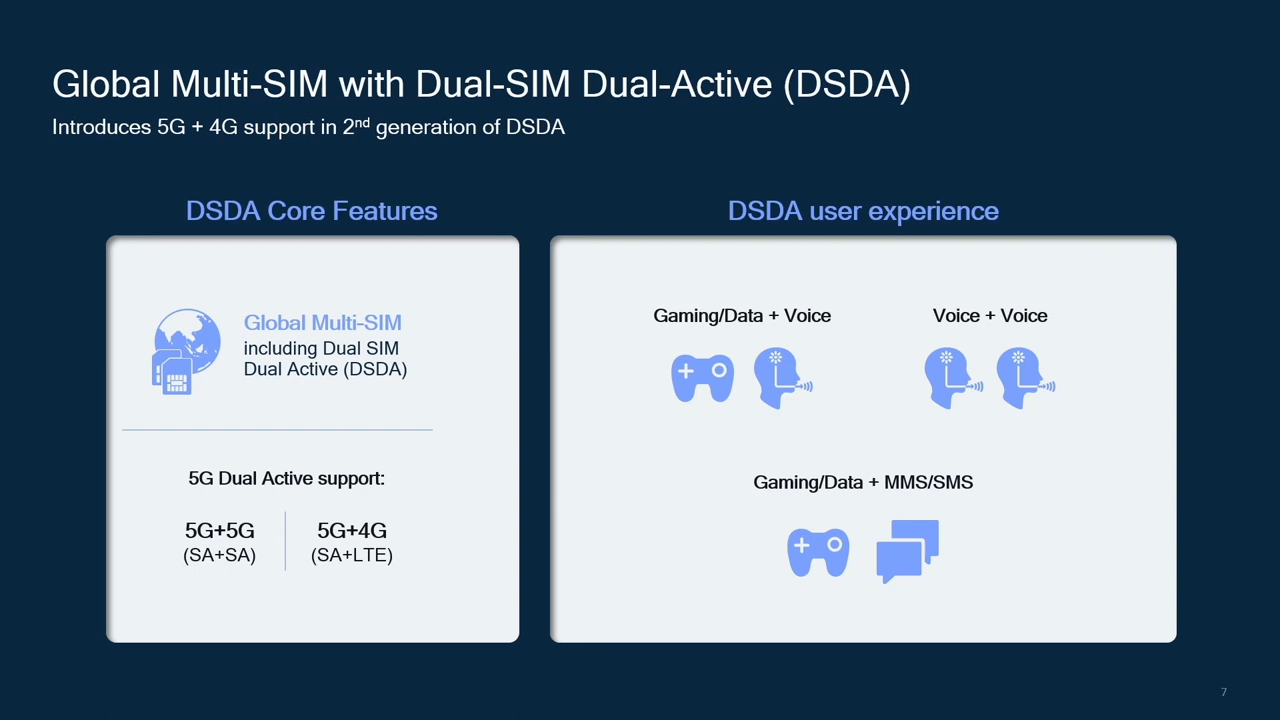 Global Multi-SIM with Dual-SIM Dual-Active (DSDA)
Introduces 5G + 4G support in 2nd generation of DSDA
DSDA Core Features
Global Multi-SIM
including Dual SIM
Dual Active (DSDA)
5G Dual Active support:
5G+5G
(SA+SA)
5G+4G
(SA+LTE)
DSDA user experience
Gaming/Data + Voice
Voice + Voice
Gaming/Data + MMS/SMS
7